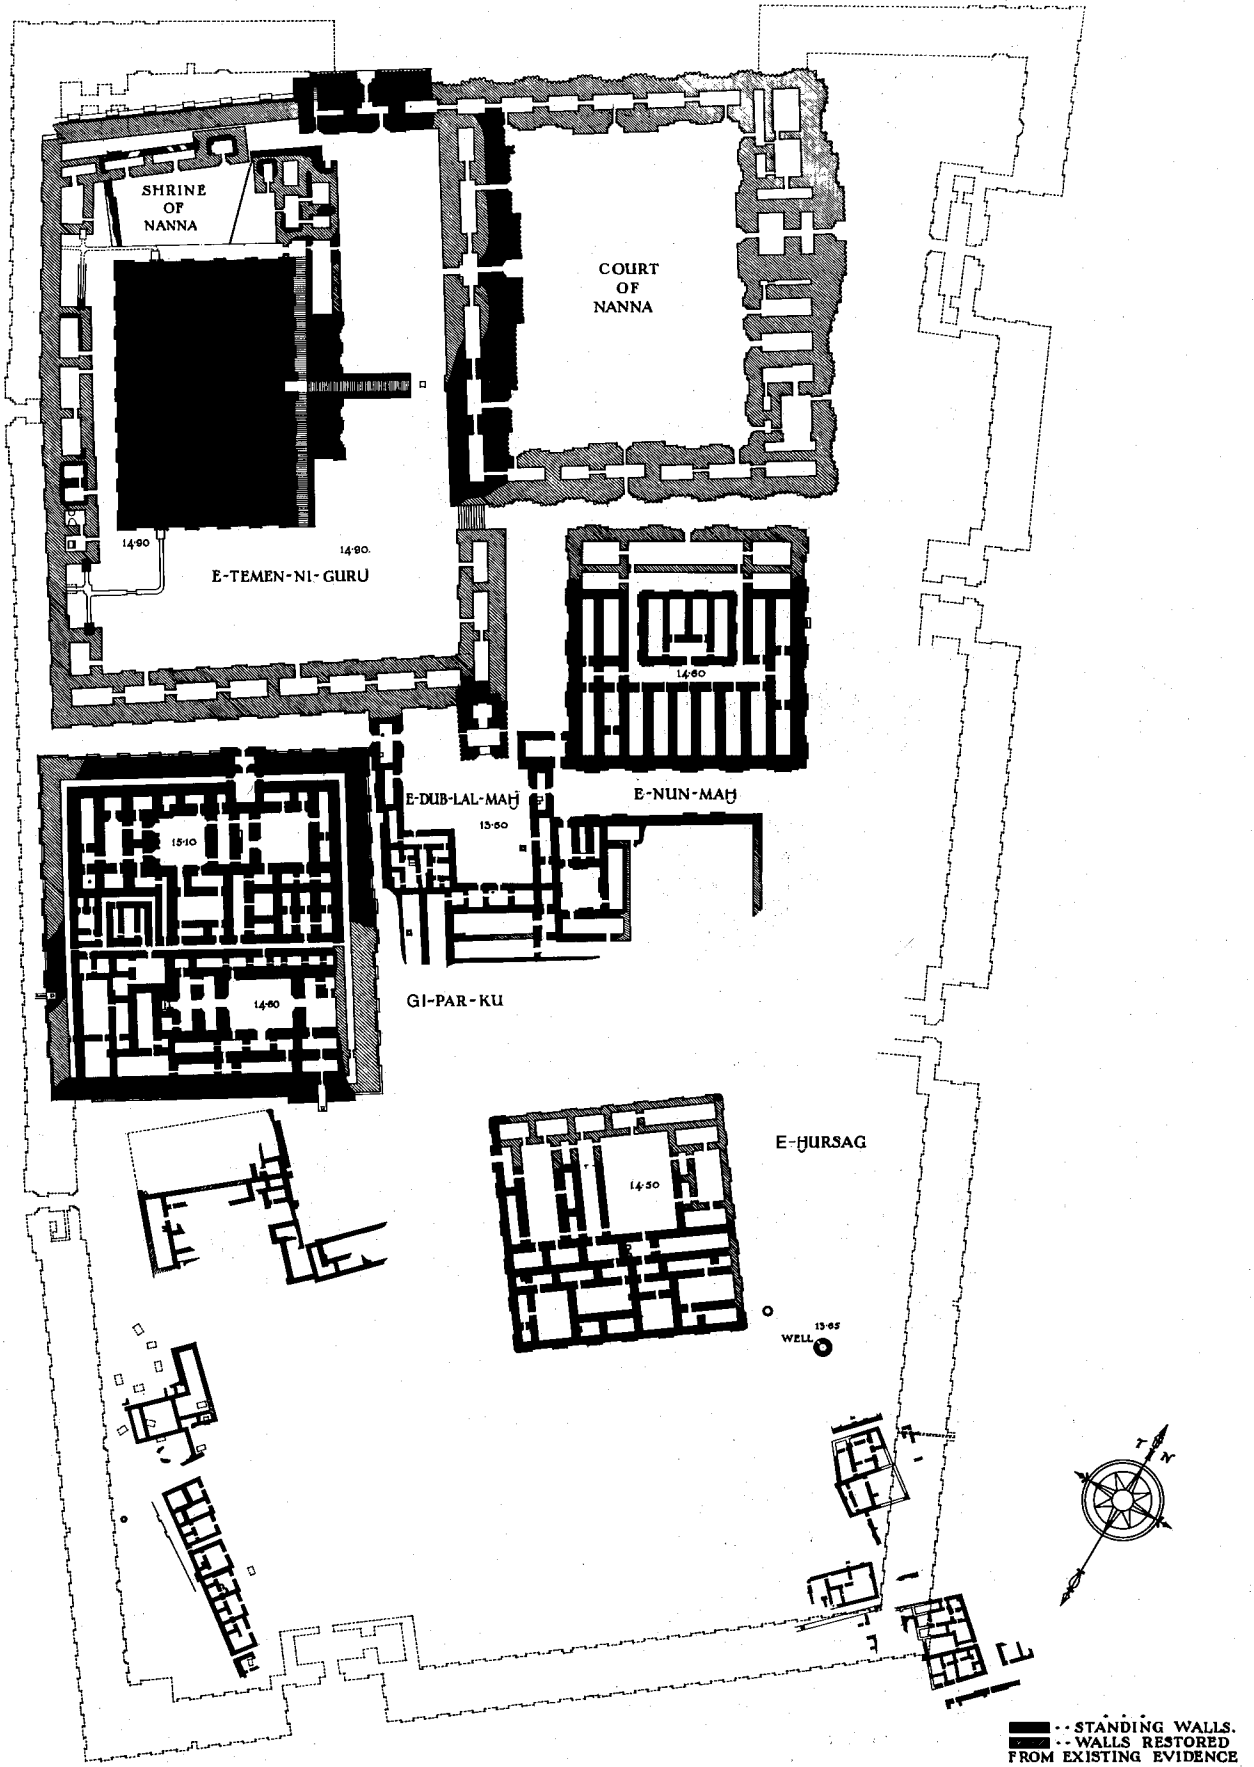 SHRINE
OF
NANNA
COURT
OF
NANNA
14·90
14·90.
E-TEMEN-NI-GURU
14·60
E-DUB-LAL-MAḪ
13·50
E-NUN-MAḪ
15·10
14·60
GI-PAR-KU
E-ḪURSAG
14·50
13·65
WELL
T N
··STANDING WALLS.
··WALLS RESTORED
FROM EXISTING EVIDENCE